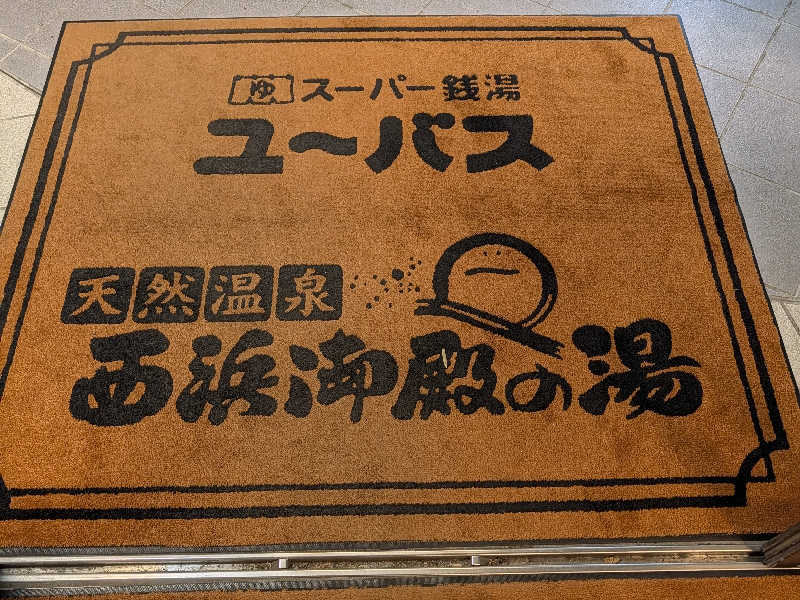 ゆ スーパー銭湯
ユ〜バス
天然温泉
西浜御殿の湯